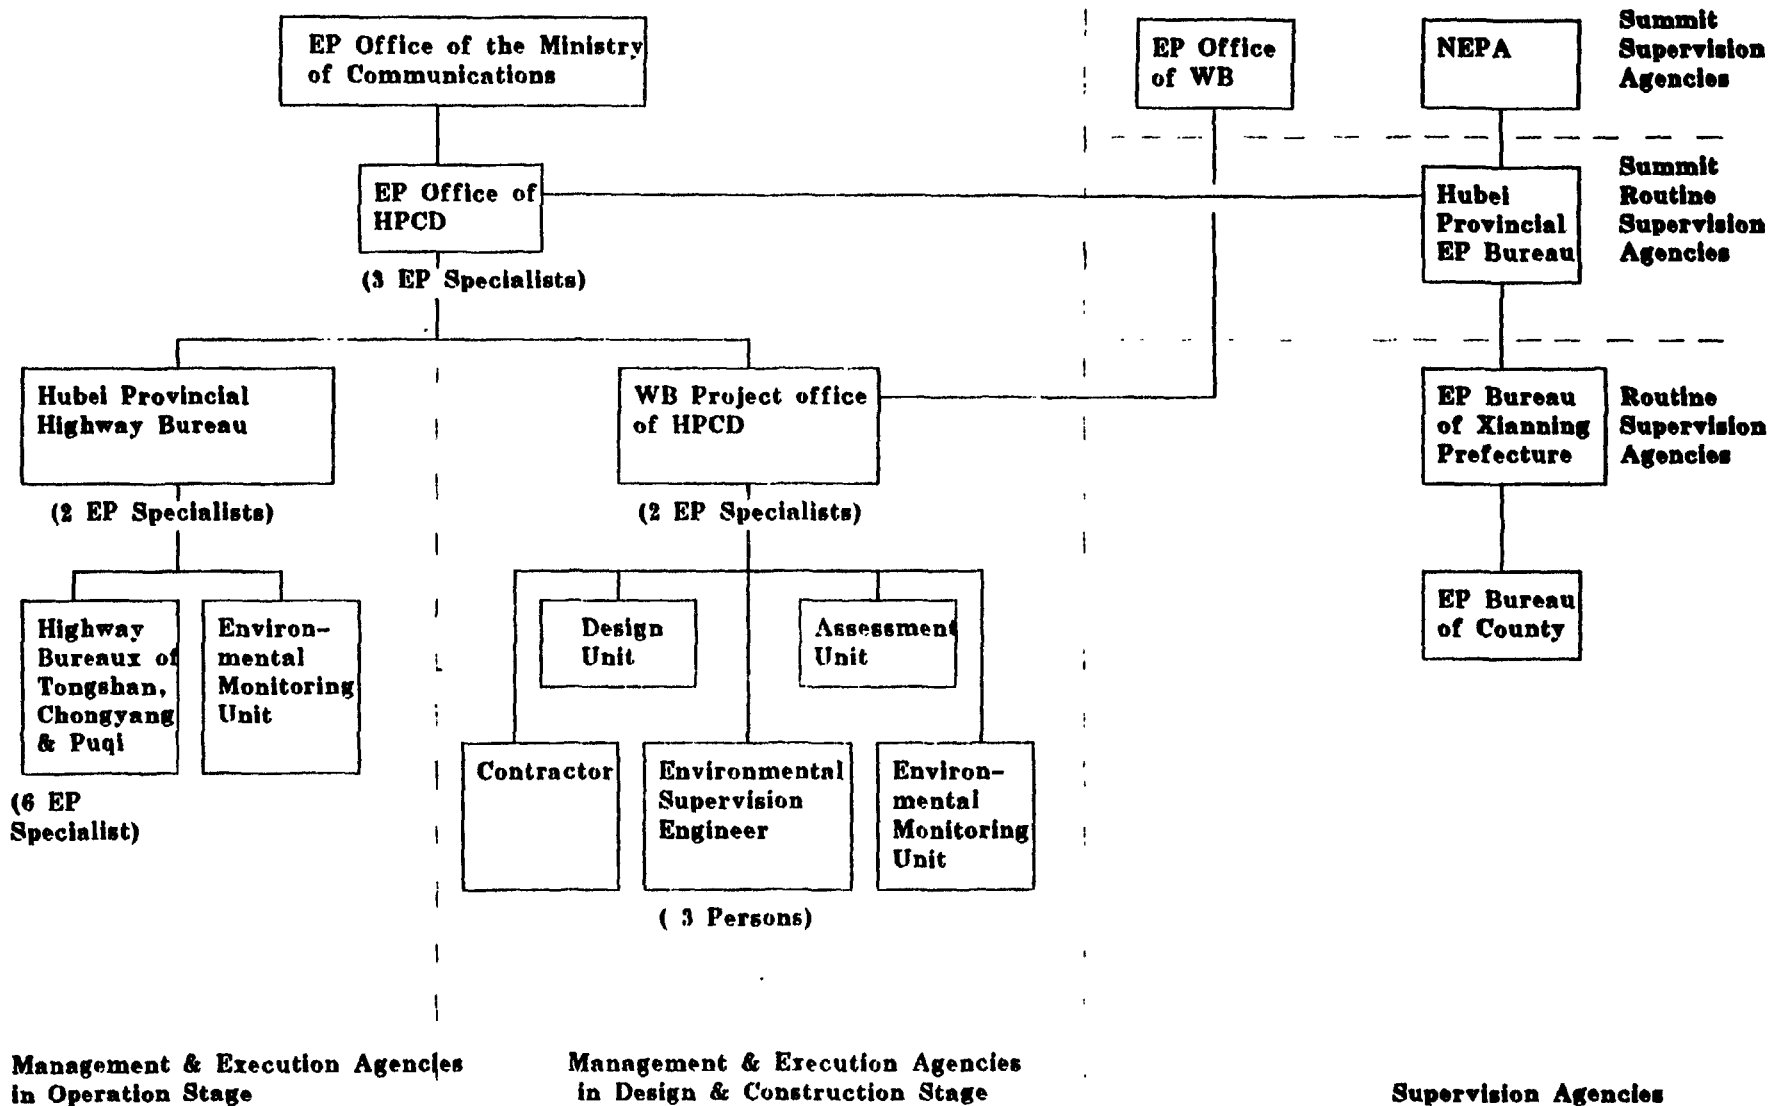 EP Office of the Ministry
of Communications
EP Office
of WB
NEPA
Summit
Supervision
Agencies
EP Office of
HPCD
(3 EP Specialists)
Hubei
Provincial
EP Bureau
Summit
Routine
Supervision
Agencies
Hubei Provincial
Highway Bureau
(2 EP Specialists)
WB Project office
of HPCD
(2 EP Specialists)
EP Bureau
of Xianning
Prefecture
Routine
Supervision
Agencies
Highway
Bureaux of
Tongshan,
Chongyang
& Puqi
(6 EP
Specialist)
Environ-
mental
Monitoring
Unit
Design
Unit
Assessment
Unit
EP Bureau
of County
Contractor
Environmental
Supervision
Engineer
( 3 Persons)
Environ-
mental
Monitoring
Unit
Management & Execution Agencies
in Operation Stage
Management & Execution Agencies
in Design & Construction Stage
Supervision Agencies